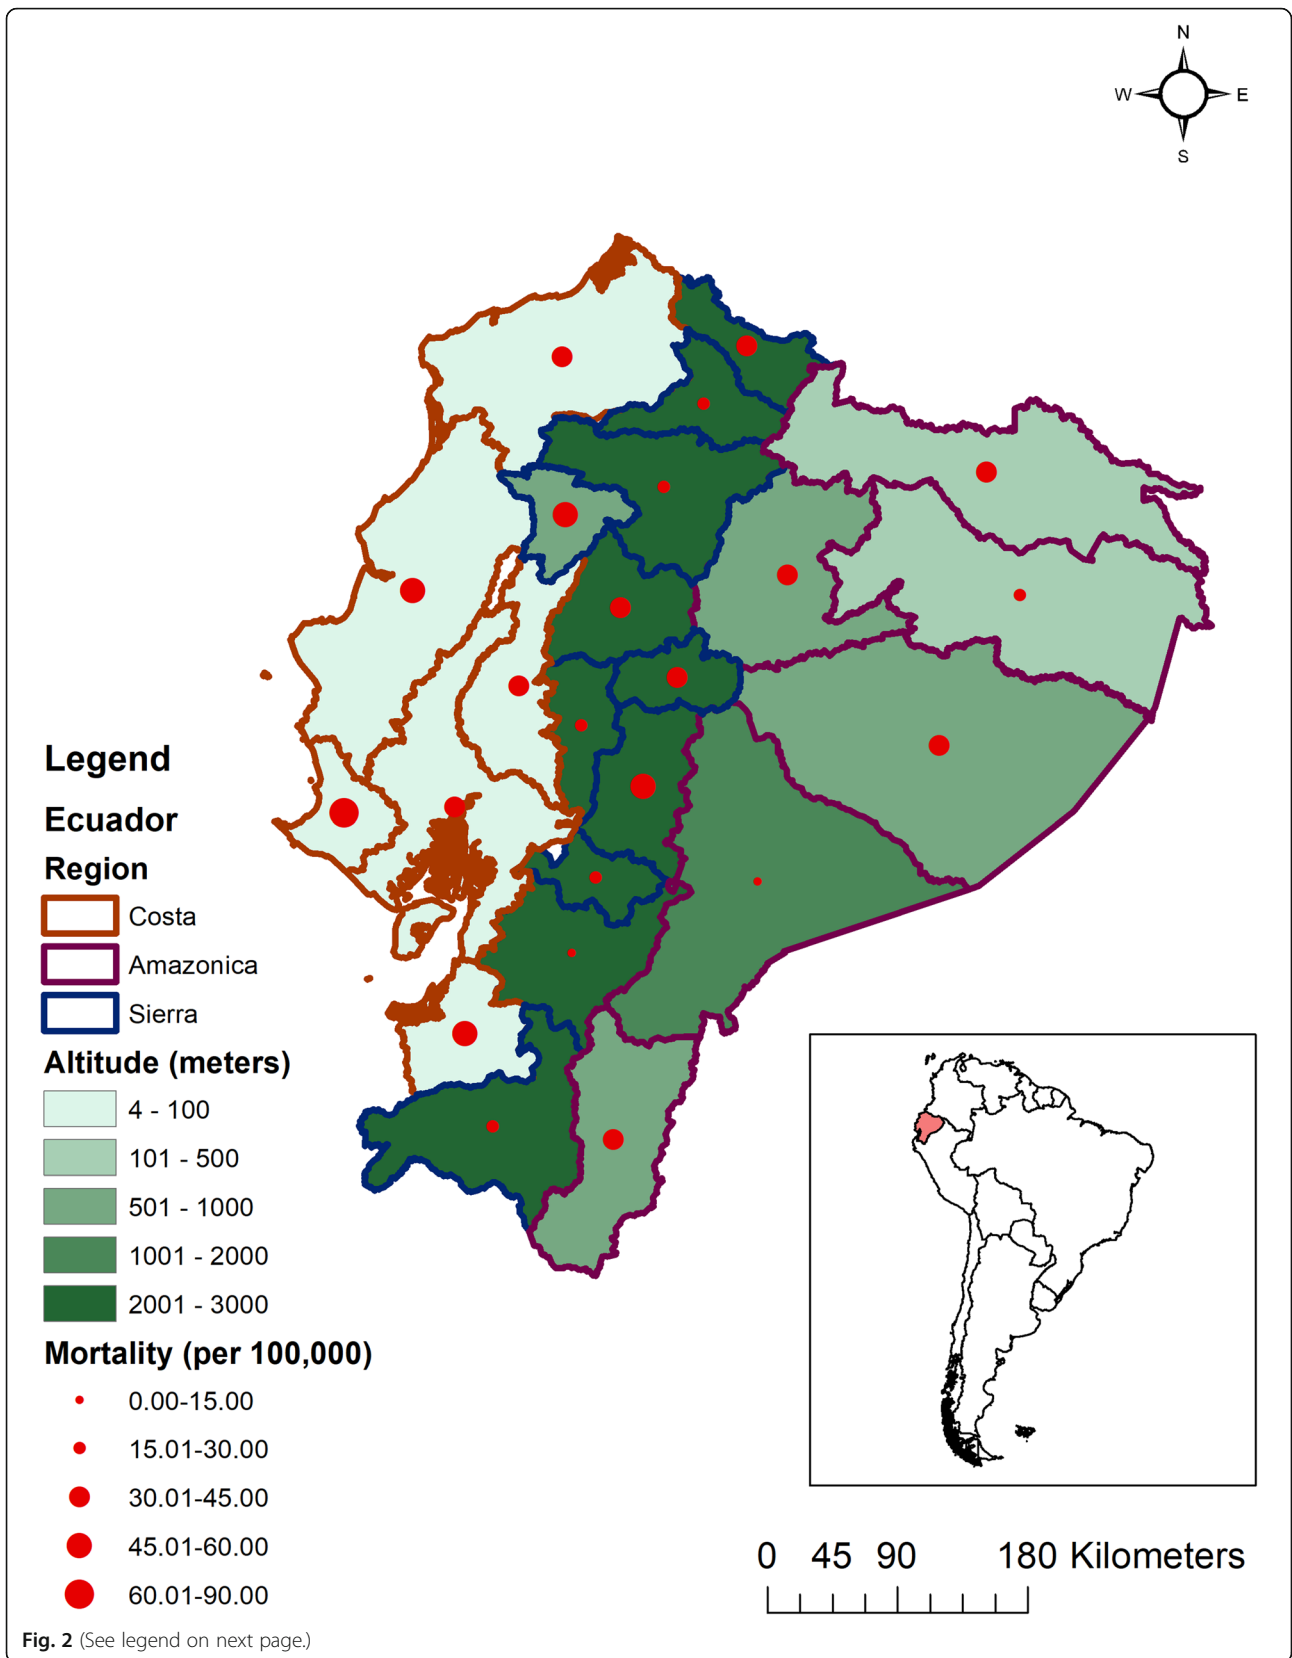 N
W E
S
Legend
Ecuador
Region
Costa
Amazonica
Sierra
Altitude (meters)
4 - 100
101 - 500
501 - 1000
1001 - 2000
2001 - 3000
Mortality (per 100,000)
0.00-15.00
15.01-30.00
30.01-45.00
45.01-60.00
60.01-90.00
0 45 90 180 Kilometers
Fig. 2 (See legend on next page.)